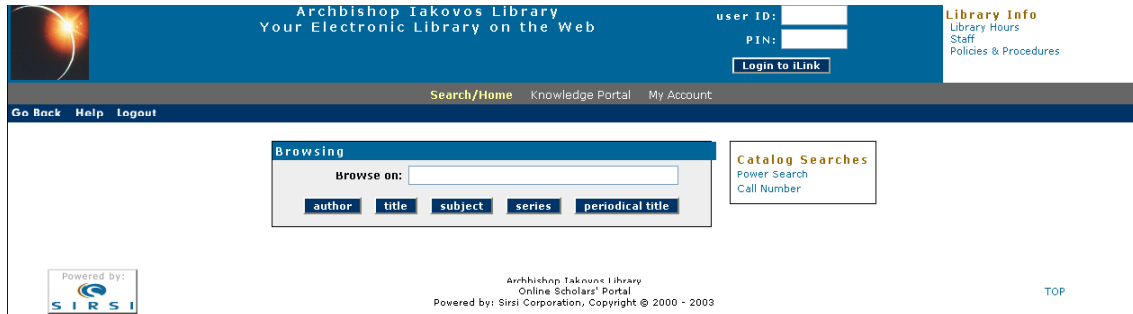 Archbishop Iakovos Library
Your Electronic Library on the Web
user ID:
PIN:
Login to iLink
Library Info
Library Hours
Staff
Policies & Procedures
Search/Home Knowledge Portal My Account
Go Back Help Logout
Browsing
Browse on:
author title subject series periodical title
Catalog Searches
Power Search
Call Number
Powered by:
SIRSI
Archbishop Iakovos Library
Online Scholars' Portal
Powered by: Sirsi Corporation, Copyright © 2000 - 2003
TOP